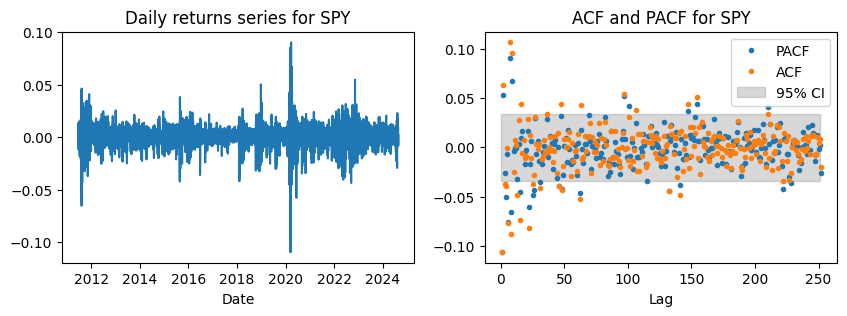 Daily returns series for SPY
0.10
0.05
0.00
−0.05
−0.10
2012 2014 2016 2018 2020 2022 2024
Date
ACF and PACF for SPY
0.10
0.05
0.00
−0.05
−0.10
PACF
ACF
95% CI
0 50 100 150 200 250
Lag